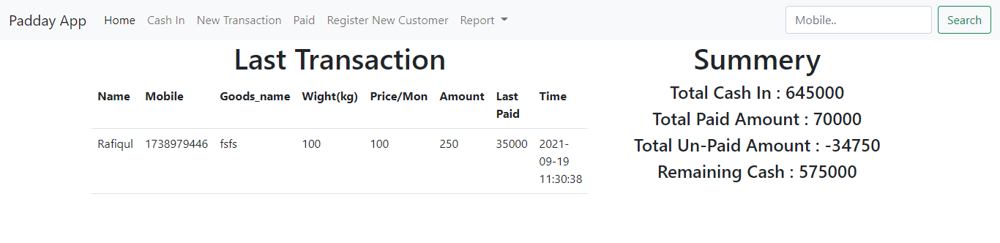 Padday App Home Cash In New Transaction Paid Register New Customer Report Mobile.. Search
Last Transaction
Name Mobile Goods_name Wight(kg) Price/Mon Amount Last Paid Time
Rafiqul 1738979446 fsfs 100 100 250 35000 2021-09-19 11:30:38
Summery
Total Cash In : 645000
Total Paid Amount : 70000
Total Un-Paid Amount : -34750
Remaining Cash : 575000